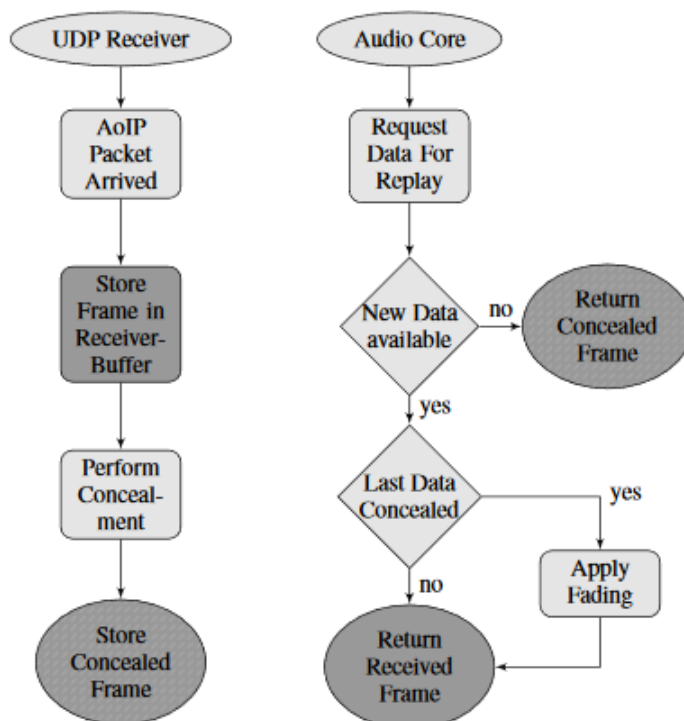 UDP Receiver
AoIP
Packet
Arrived
Store
Frame in
Receiver-
Buffer
Perform
Conceal-
ment
Store
Concealed
Frame
Audio Core
Request
Data For
Replay
New Data
available
no
Return
Concealed
Frame
yes
Last Data
Concealed
yes
Apply
Fading
no
Return
Received
Frame